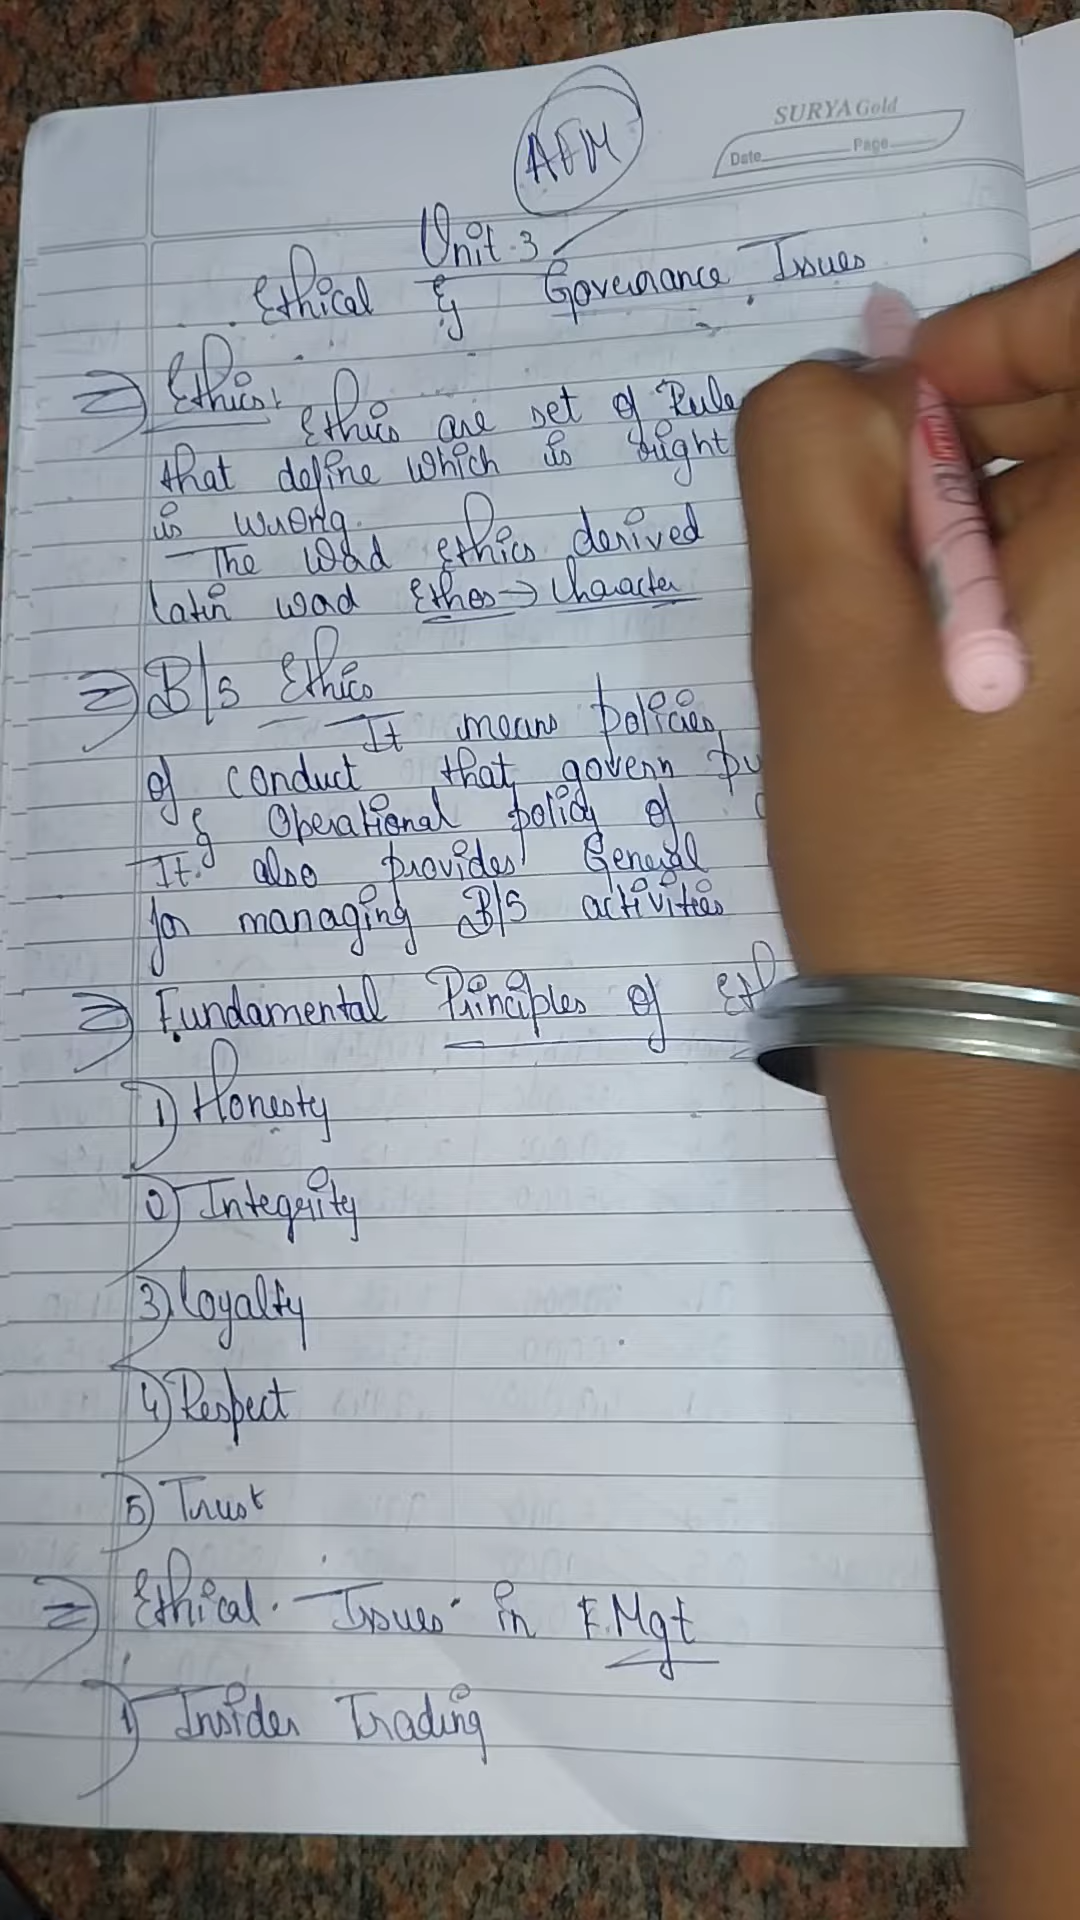 AFM
SURYA Gold
Date Page
Unit-3
Ethical & Governance Issues
Ethics:
Ethics are set of Rule
that define which is right
is wrong.
The word ethics derived
latin word Ethos → Character
B/S Ethics
It means policies
of conduct that govern
& Operational policy of
It also provides General
for managing B/S activities
Fundamental Principles of Eth
1) Honesty
2) Integrity
3) Loyalty
4) Respect
5) Trust
Ethical Issues in F.Mgt
1) Insider Trading